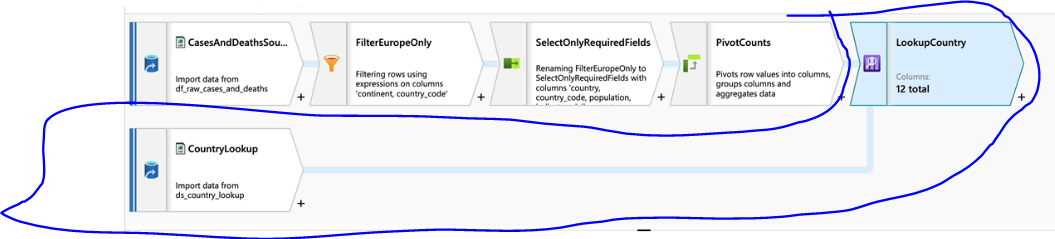 CasesAndDeathsSou...
Import data from
df_raw_cases_and_deaths
+
FilterEuropeOnly
Filtering rows using
expressions on columns
'continent, country_code'
+
SelectOnlyRequiredFields
Renaming FilterEuropeOnly to
SelectOnlyRequiredFields with
columns 'country,
country_code, population,
+
PivotCounts
Pivots row values into columns,
groups columns and
aggregates data
+
LookupCountry
Columns:
12 total
+
CountryLookup
Import data from
ds_country_lookup
+